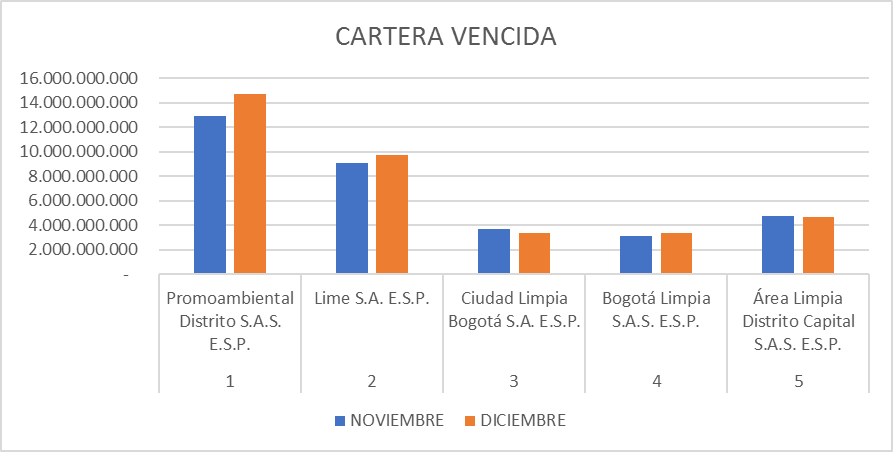 CARTERA VENCIDA
16.000.000.000
14.000.000.000
12.000.000.000
10.000.000.000
8.000.000.000
6.000.000.000
4.000.000.000
2.000.000.000
-
Promoambiental
Distrito S.A.S.
E.S.P.
Lime S.A. E.S.P.
Ciudad Limpia
Bogotá S.A. E.S.P.
Bogotá Limpia
S.A.S. E.S.P.
Área Limpia
Distrito Capital
S.A.S. E.S.P.
1
2
3
4
5
NOVIEMBRE
DICIEMBRE